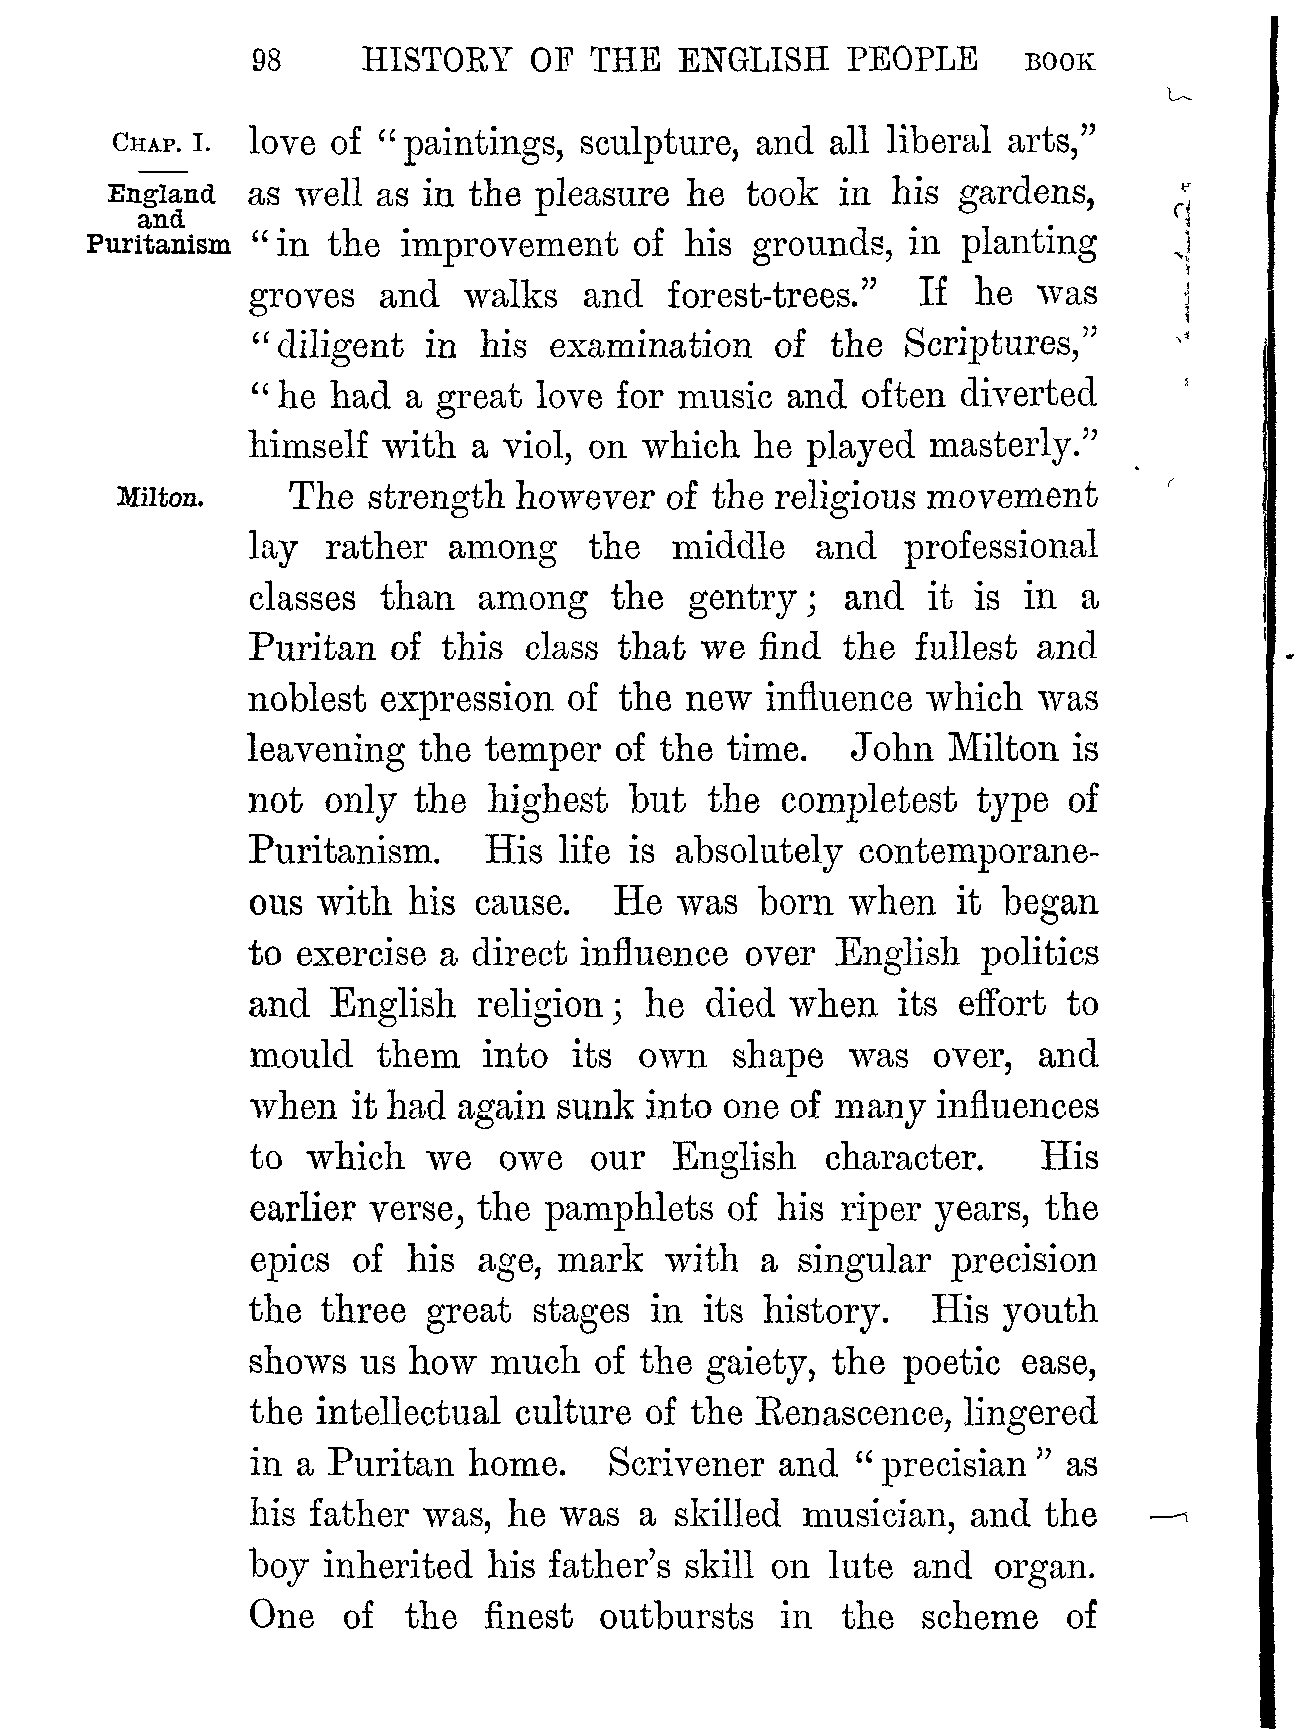 98 HISTORY OF THE ENGLISH PEOPLE BOOK
CHAP. I.
England
and
Puritanism
love of “paintings, sculpture, and all liberal arts,”
as well as in the pleasure he took in his gardens,
“in the improvement of his grounds, in planting
groves and walks and forest-trees.” If he was
“diligent in his examination of the Scriptures,”
“he had a great love for music and often diverted
himself with a viol, on which he played masterly.”
Milton.
The strength however of the religious movement
lay rather among the middle and professional
classes than among the gentry; and it is in a
Puritan of this class that we find the fullest and
noblest expression of the new influence which was
leavening the temper of the time. John Milton is
not only the highest but the completest type of
Puritanism. His life is absolutely contemporane-
ous with his cause. He was born when it began
to exercise a direct influence over English politics
and English religion; he died when its effort to
mould them into its own shape was over, and
when it had again sunk into one of many influences
to which we owe our English character. His
earlier verse, the pamphlets of his riper years, the
epics of his age, mark with a singular precision
the three great stages in its history. His youth
shows us how much of the gaiety, the poetic ease,
the intellectual culture of the Renascence, lingered
in a Puritan home. Scrivener and “precisian” as
his father was, he was a skilled musician, and the
boy inherited his father’s skill on lute and organ.
One of the finest outbursts in the scheme of